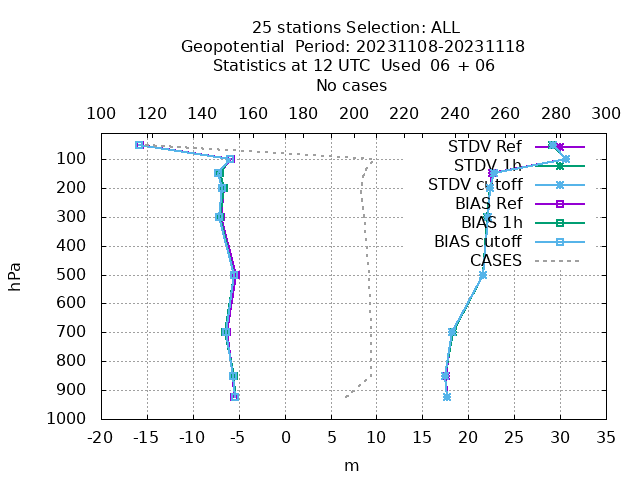 25 stations Selection: ALL
Geopotential  Period: 20231108-20231118
Statistics at 12 UTC  Used  06 + 06
No cases
100 120 140 160 180 200 220 240 260 280 300
STDV Ref
STDV 1h
STDV cutoff
BIAS Ref
BIAS 1h
BIAS cutoff
CASES
hPa
100
200
300
400
500
600
700
800
900
1000
-20 -15 -10 -5 0 5 10 15 20 25 30 35
m